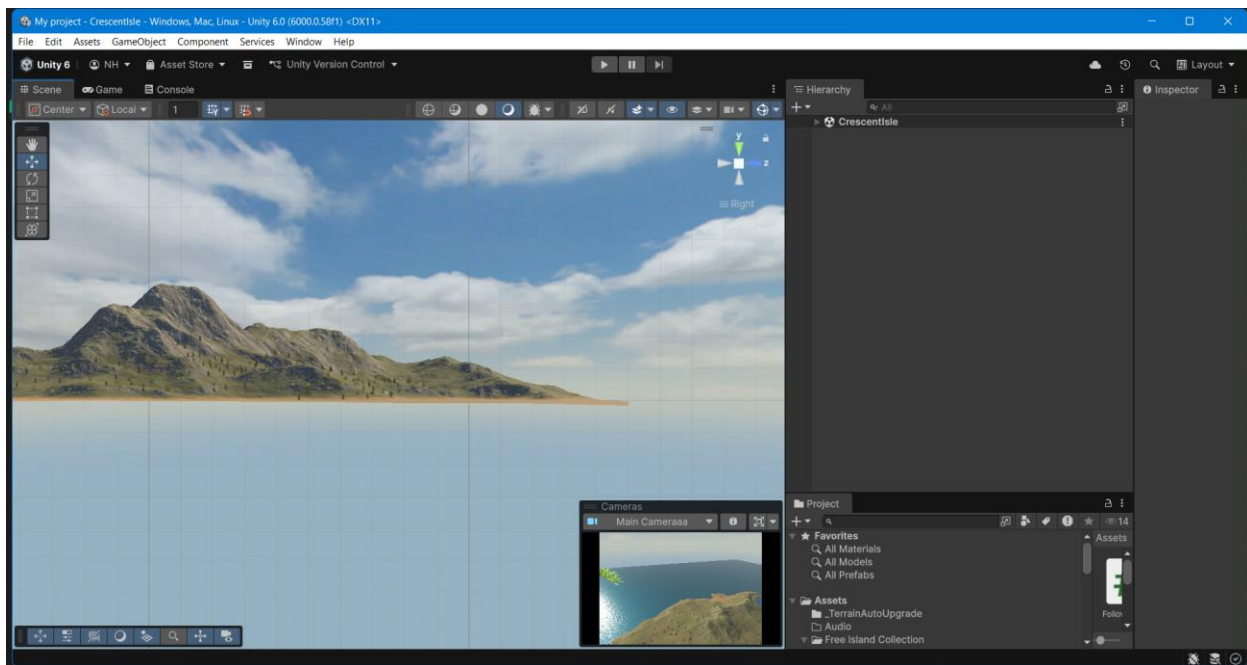 My project - CrescentIsle - Windows, Mac, Linux - Unity 6.0 (6000.0.58f1) <DX11>
File Edit Assets GameObject Component Services Window Help
Unity 6 NH Asset Store Unity Version Control Layout
Scene Game Console
Center Local 1
y
z
Right
Hierarchy
All
CrescentIsle
Inspector
Cameras
Main Cameraaa
Project
14
Favorites
All Materials
All Models
All Prefabs
Assets
_TerrainAutoUpgrade
Audio
Free Island Collection
Assets
Follov